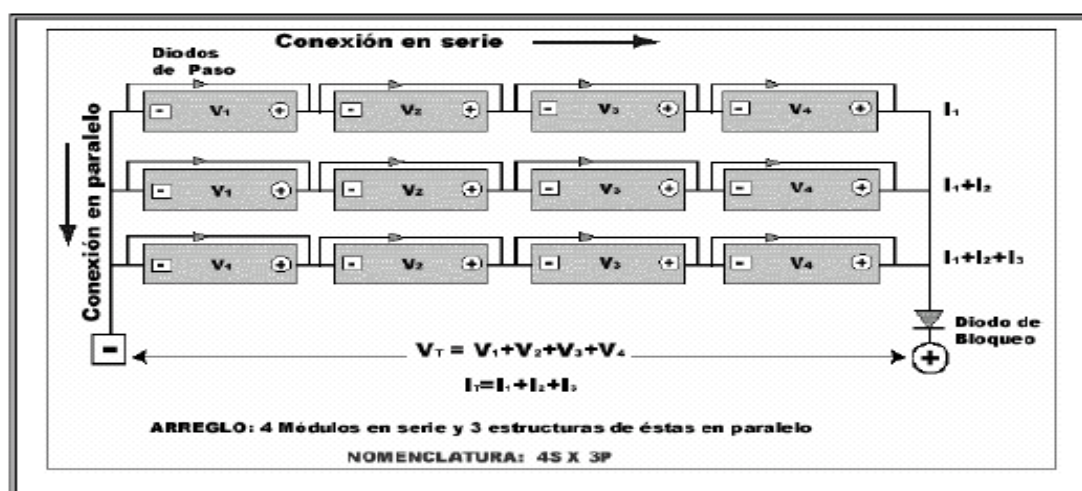 Conexión en serie
Diodos
de Paso
Conexión en paralelo
- V₁ + - V₂ + - V₃ + - V₄ + I₁
- V₁ + - V₂ + - V₃ + - V₄ + I₁+I₂
- V₁ + - V₂ + - V₃ + - V₄ + I₁+I₂+I₃
Diodo de
Bloqueo
- +
V_T = V₁+V₂+V₃+V₄
I_T=I₁+I₂+I₃
ARREGLO: 4 Módulos en serie y 3 estructuras de éstas en paralelo
NOMENCLATURA: 4S X 3P